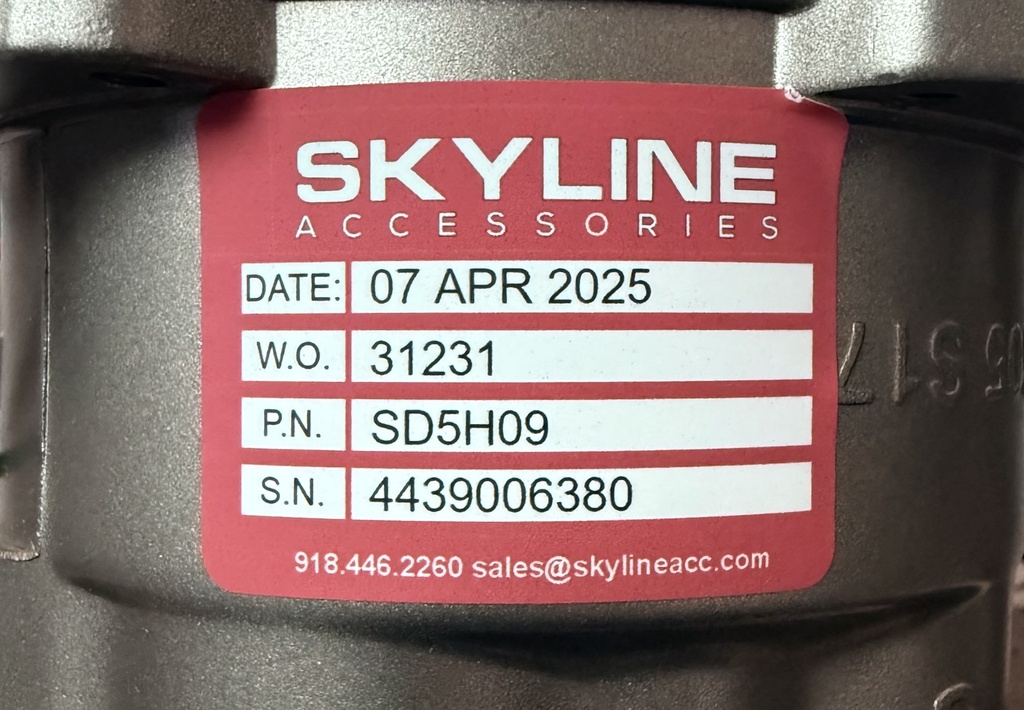 SKYLINE
ACCESSORIES
DATE: 07 APR 2025
W.O. 31231
P.N. SD5H09
S.N. 4439006380
918.446.2260 sales@skylineacc.com